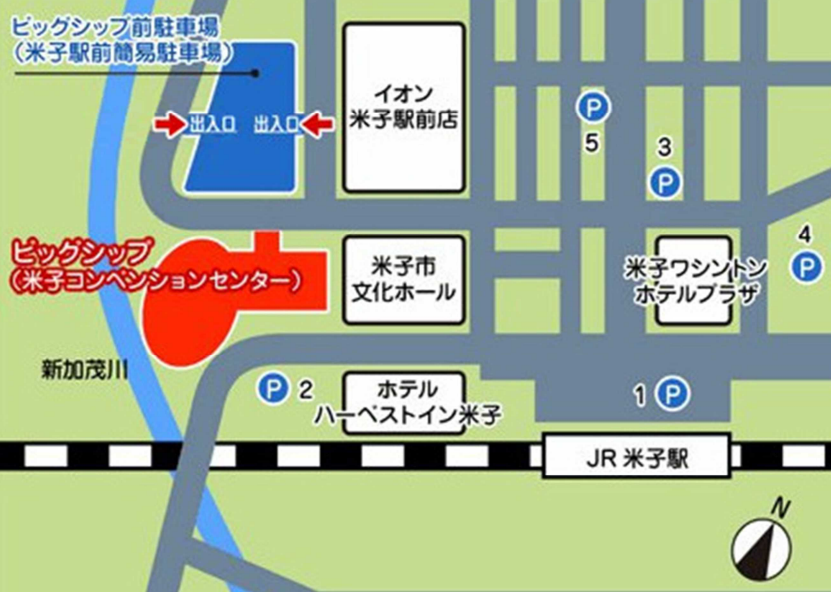 ビッグシップ前駐車場
(米子駅前簡易駐車場)
出入口 出入口
イオン
米子駅前店
P
5
3
P
ビッグシップ
(米子コンベンションセンター)
米子市
文化ホール
米子ワシントン
ホテルプラザ
4
P
新加茂川
P 2
ホテル
ハーベストイン米子
1 P
JR 米子駅
N